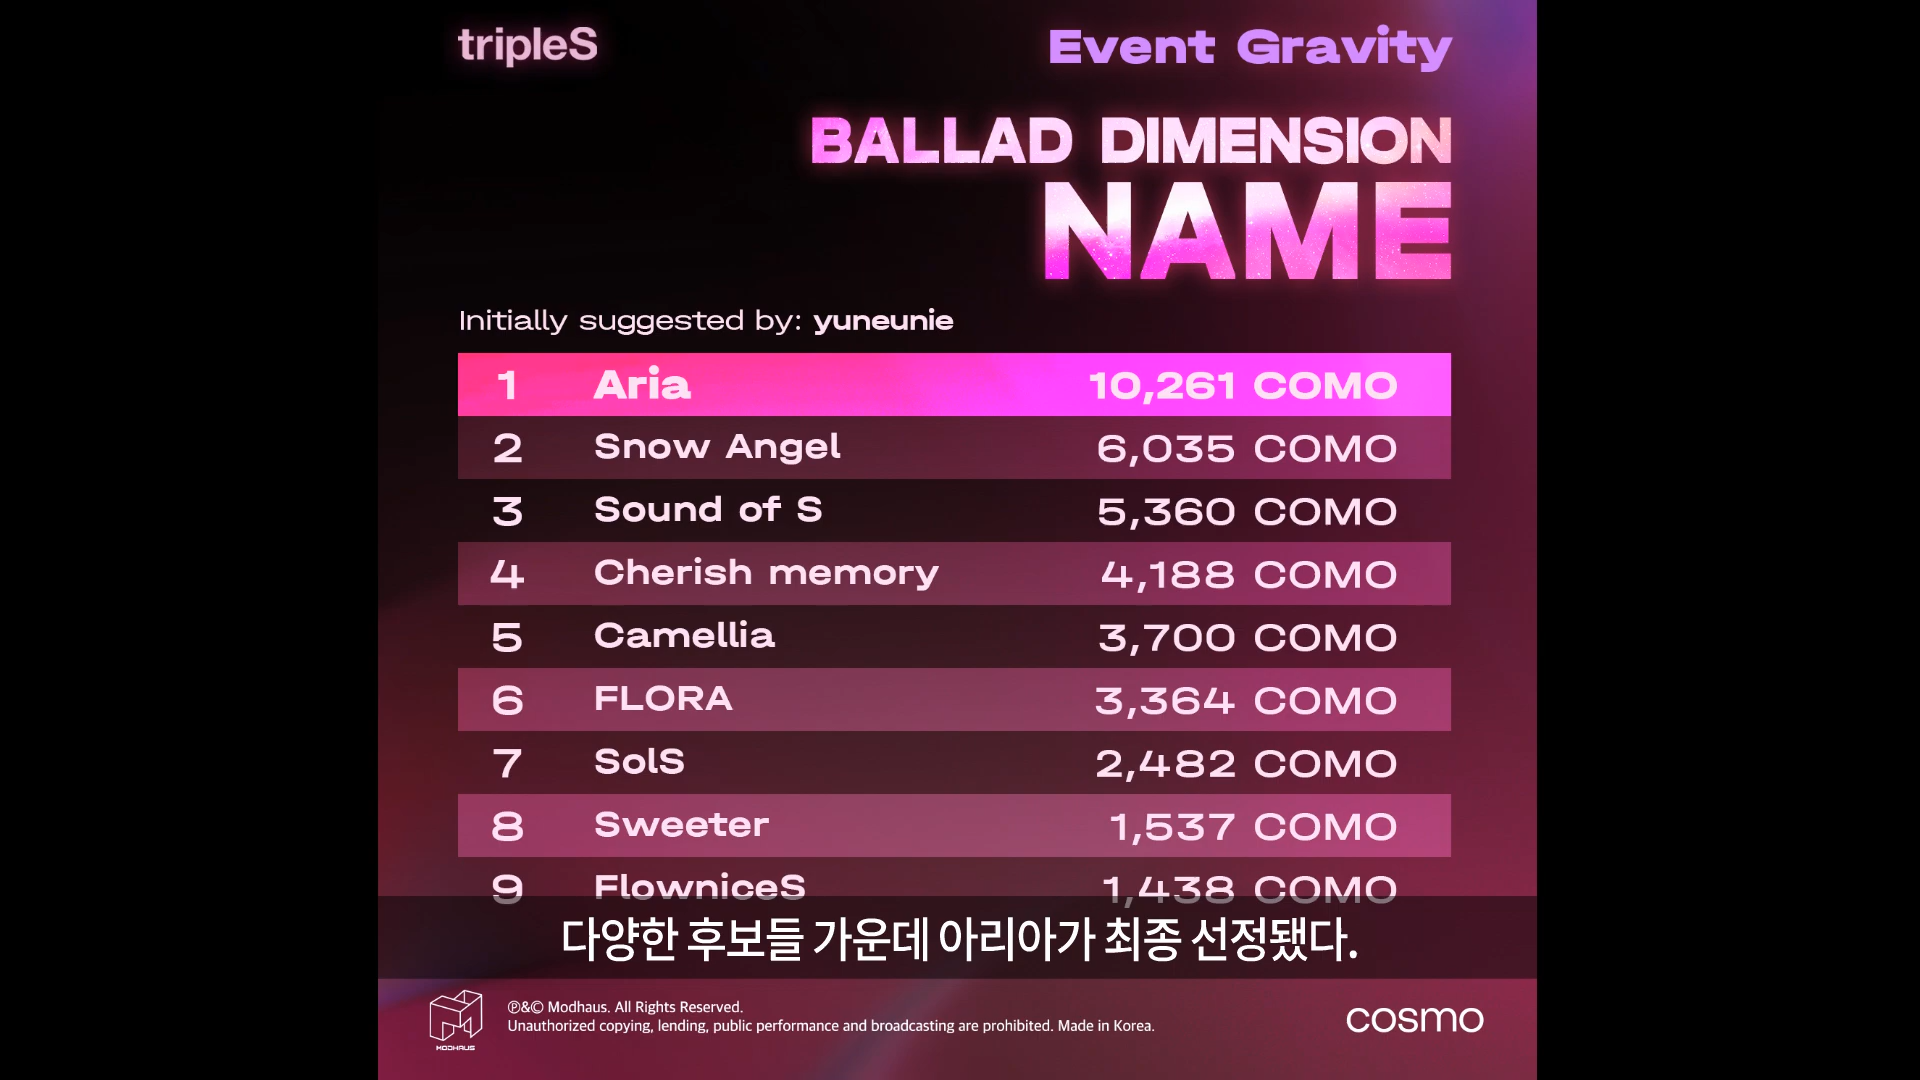 tripleS
Event Gravity
BALLAD DIMENSION
NAME
Initially suggested by: yuneunie
1 Aria 10,261 COMO
2 Snow Angel 6,035 COMO
3 Sound of S 5,360 COMO
4 Cherish memory 4,188 COMO
5 Camellia 3,700 COMO
6 FLORA 3,364 COMO
7 SolS 2,482 COMO
8 Sweeter 1,537 COMO
9 FlowniceS 1,438 COMO
다양한 후보들 가운데 아리아가 최종 선정됐다.
MODHAUS
℗&© Modhaus. All Rights Reserved.
Unauthorized copying, lending, public performance and broadcasting are prohibited. Made in Korea.
cosmo